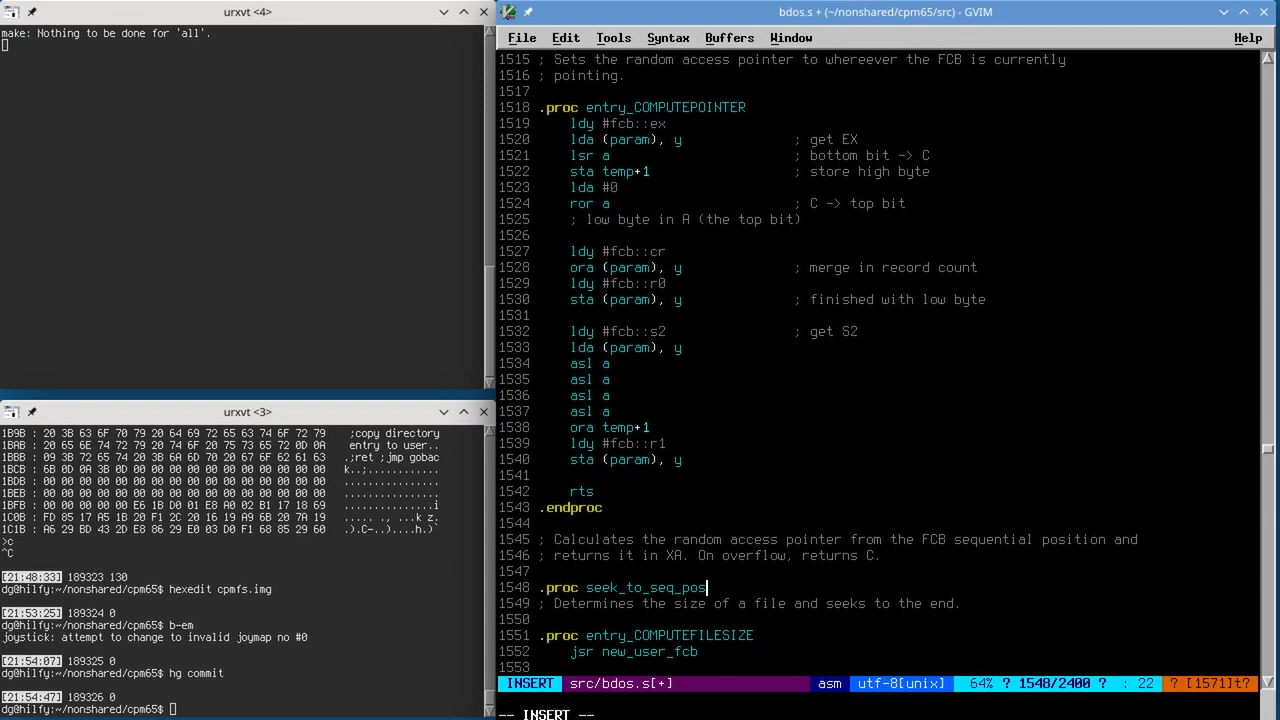 urxvt <4>
make: Nothing to be done for 'all'.
urxvt <3>
1B9B : 20 3B 63 6F 70 79 20 64 69 72 65 63 74 6F 72 79 ;copy directory
1BAB : 20 65 6E 74 72 79 20 74 6F 20 75 73 65 72 0D 0A entry to user..
1BBB : 09 3B 72 65 74 20 3B 6A 6D 70 20 67 6F 62 61 63 .;ret ;jmp gobac
1BCB : 6B 0D 0A 3B 0D 00 00 00 00 00 00 00 00 00 00 00 k..;............
1BDB : 00 00 00 00 00 00 00 00 00 00 00 00 00 00 00 00 ................
1BEB : 00 00 00 00 00 00 00 00 00 00 00 00 00 00 00 00 ................
1BFB : 00 00 00 00 00 E6 1B D0 01 E8 A0 02 B1 17 18 69 ...............i
1C0B : FD 85 17 A5 1B 20 F1 2C 20 16 19 A9 6B 20 7A 19 ..... ., ...k z.
1C1B : A6 29 BD 43 2D E8 86 29 E0 03 D0 F1 68 85 29 60 .).C-..)....h.)`
>c
^C
[21:48:33] 189323 130
dg@hilfy:~/nonshared/cpm65$ hexedit cpmfs.img
[21:53:25] 189324 0
dg@hilfy:~/nonshared/cpm65$ b-em
joystick: attempt to change to invalid joymap no #0
[21:54:07] 189325 0
dg@hilfy:~/nonshared/cpm65$ hg commit
[21:54:47] 189326 0
dg@hilfy:~/nonshared/cpm65$
bdos.s + (~/nonshared/cpm65/src) - GVIM
File Edit Tools Syntax Buffers Window Help
1515 ; Sets the random access pointer to whereever the FCB is currently
1516 ; pointing.
1517
1518 .proc entry_COMPUTEPOINTER
1519 ldy #fcb::ex
1520 lda (param), y ; get EX
1521 lsr a ; bottom bit -> C
1522 sta temp+1 ; store high byte
1523 lda #0
1524 ror a ; C -> top bit
1525 ; low byte in A (the top bit)
1526
1527 ldy #fcb::cr
1528 ora (param), y ; merge in record count
1529 ldy #fcb::r0
1530 sta (param), y ; finished with low byte
1531
1532 ldy #fcb::s2 ; get S2
1533 lda (param), y
1534 asl a
1535 asl a
1536 asl a
1537 asl a
1538 ora temp+1
1539 ldy #fcb::r1
1540 sta (param), y
1541
1542 rts
1543 .endproc
1544
1545 ; Calculates the random access pointer from the FCB sequential position and
1546 ; returns it in XA. On overflow, returns C.
1547
1548 .proc seek_to_seq_pos
1549 ; Determines the size of a file and seeks to the end.
1550
1551 .proc entry_COMPUTEFILESIZE
1552 jsr new_user_fcb
1553
INSERT src/bdos.s[+] asm utf-8[unix] 64% ? 1548/2400 ? : 22 ? [1571]t?
-- INSERT --